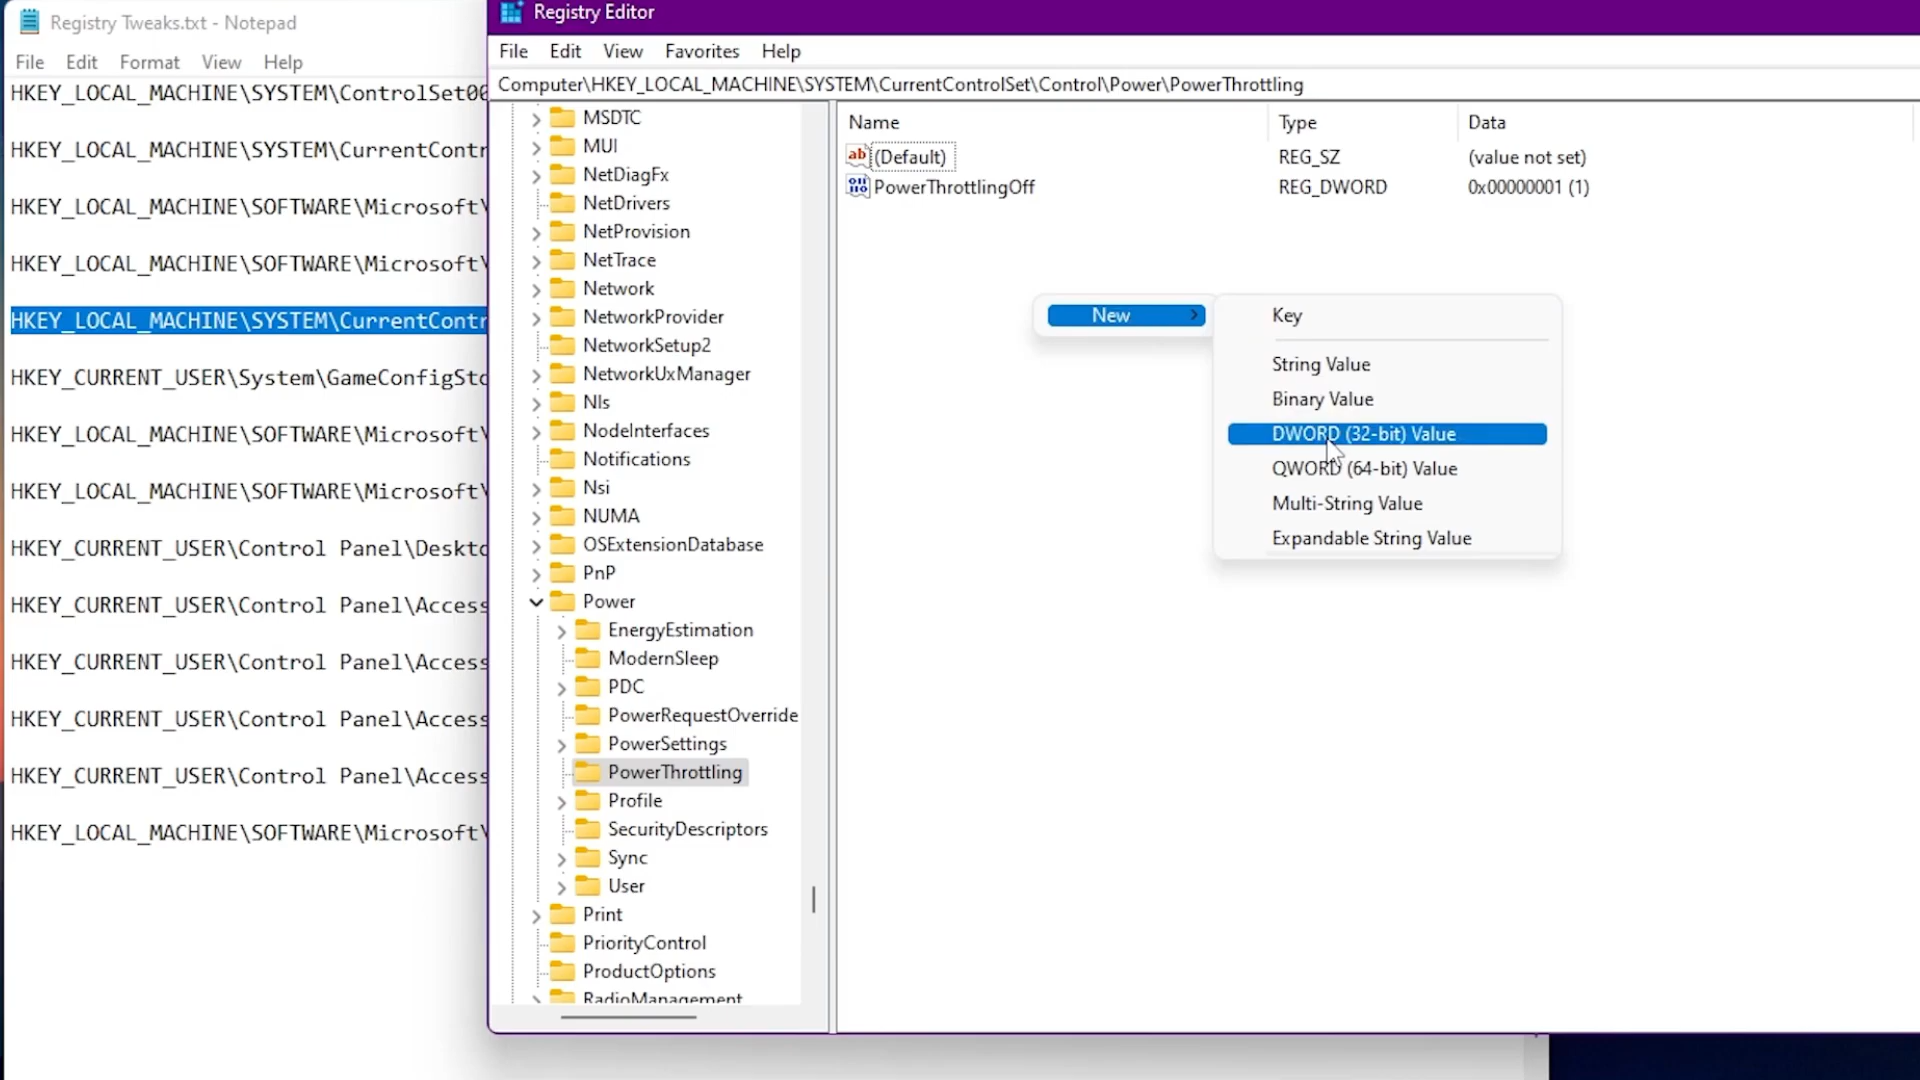 Registry Tweaks.txt - Notepad
File Edit Format View Help
HKEY_LOCAL_MACHINE\SYSTEM\ControlSet00
HKEY_LOCAL_MACHINE\SYSTEM\CurrentContr
HKEY_LOCAL_MACHINE\SOFTWARE\Microsoft\
HKEY_LOCAL_MACHINE\SOFTWARE\Microsoft\
HKEY_LOCAL_MACHINE\SYSTEM\CurrentContr
HKEY_CURRENT_USER\System\GameConfigSto
HKEY_LOCAL_MACHINE\SOFTWARE\Microsoft\
HKEY_LOCAL_MACHINE\SOFTWARE\Microsoft\
HKEY_CURRENT_USER\Control Panel\Deskto
HKEY_CURRENT_USER\Control Panel\Access
HKEY_CURRENT_USER\Control Panel\Access
HKEY_CURRENT_USER\Control Panel\Access
HKEY_CURRENT_USER\Control Panel\Access
HKEY_LOCAL_MACHINE\SOFTWARE\Microsoft\
Registry Editor
File Edit View Favorites Help
Computer\HKEY_LOCAL_MACHINE\SYSTEM\CurrentControlSet\Control\Power\PowerThrottling
MSDTC
MUI
NetDiagFx
NetDrivers
NetProvision
NetTrace
Network
NetworkProvider
NetworkSetup2
NetworkUxManager
Nls
NodeInterfaces
Notifications
Nsi
NUMA
OSExtensionDatabase
PnP
Power
EnergyEstimation
ModernSleep
PDC
PowerRequestOverride
PowerSettings
PowerThrottling
Profile
SecurityDescriptors
Sync
User
Print
PriorityControl
ProductOptions
RadioManagement
Name Type Data
(Default) REG_SZ (value not set)
PowerThrottlingOff REG_DWORD 0x00000001 (1)
New
Key
String Value
Binary Value
DWORD (32-bit) Value
QWORD (64-bit) Value
Multi-String Value
Expandable String Value